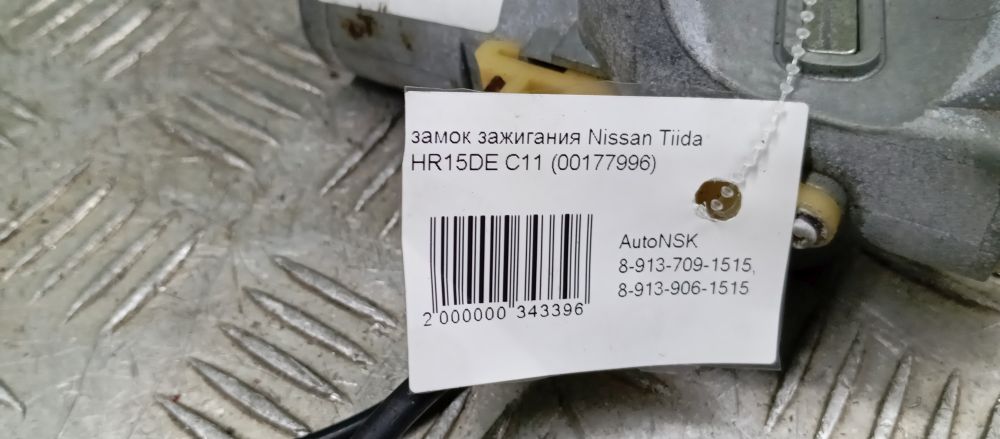 замок зажигания Nissan Tiida
HR15DE C11 (00177996)
AutoNSK
8-913-709-1515,
8-913-906-1515
2 000000 343396